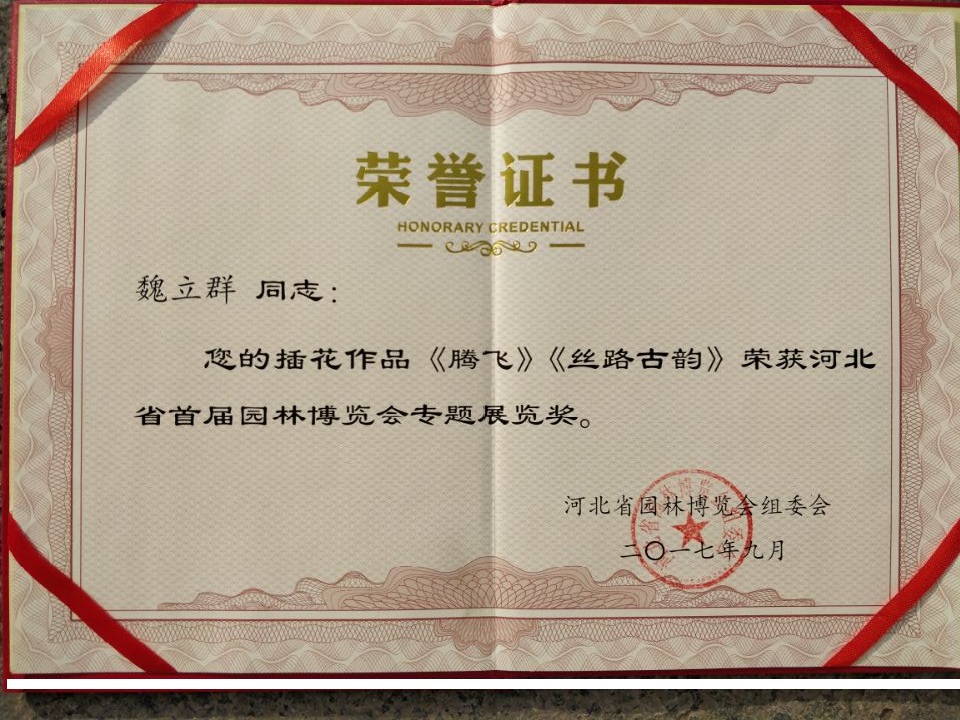 荣誉证书
HONORARY CREDENTIAL
魏立群 同志：
您的插花作品《腾飞》《丝路古韵》荣获河北
省首届园林博览会专题展览奖。
河北省园林博览会组委会
二〇一七年九月